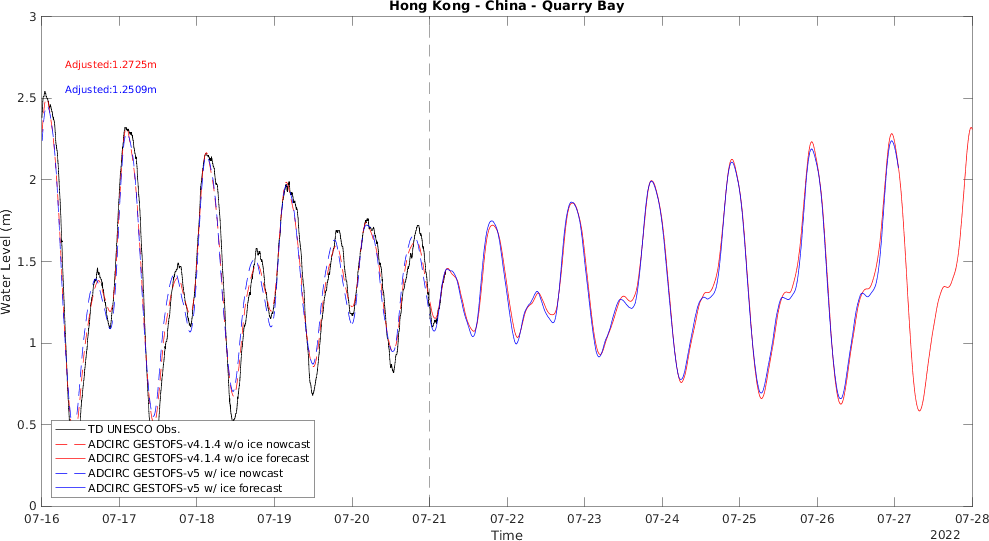 Hong Kong - China - Quarry Bay
3
2.5
2
1.5
1
0.5
0
Water Level (m)
Adjusted:1.2725m
Adjusted:1.2509m
TD UNESCO Obs.
ADCIRC GESTOFS-v4.1.4 w/o ice nowcast
ADCIRC GESTOFS-v4.1.4 w/o ice forecast
ADCIRC GESTOFS-v5 w/ ice nowcast
ADCIRC GESTOFS-v5 w/ ice forecast
07-16 07-17 07-18 07-19 07-20 07-21 07-22 07-23 07-24 07-25 07-26 07-27 07-28
Time
2022